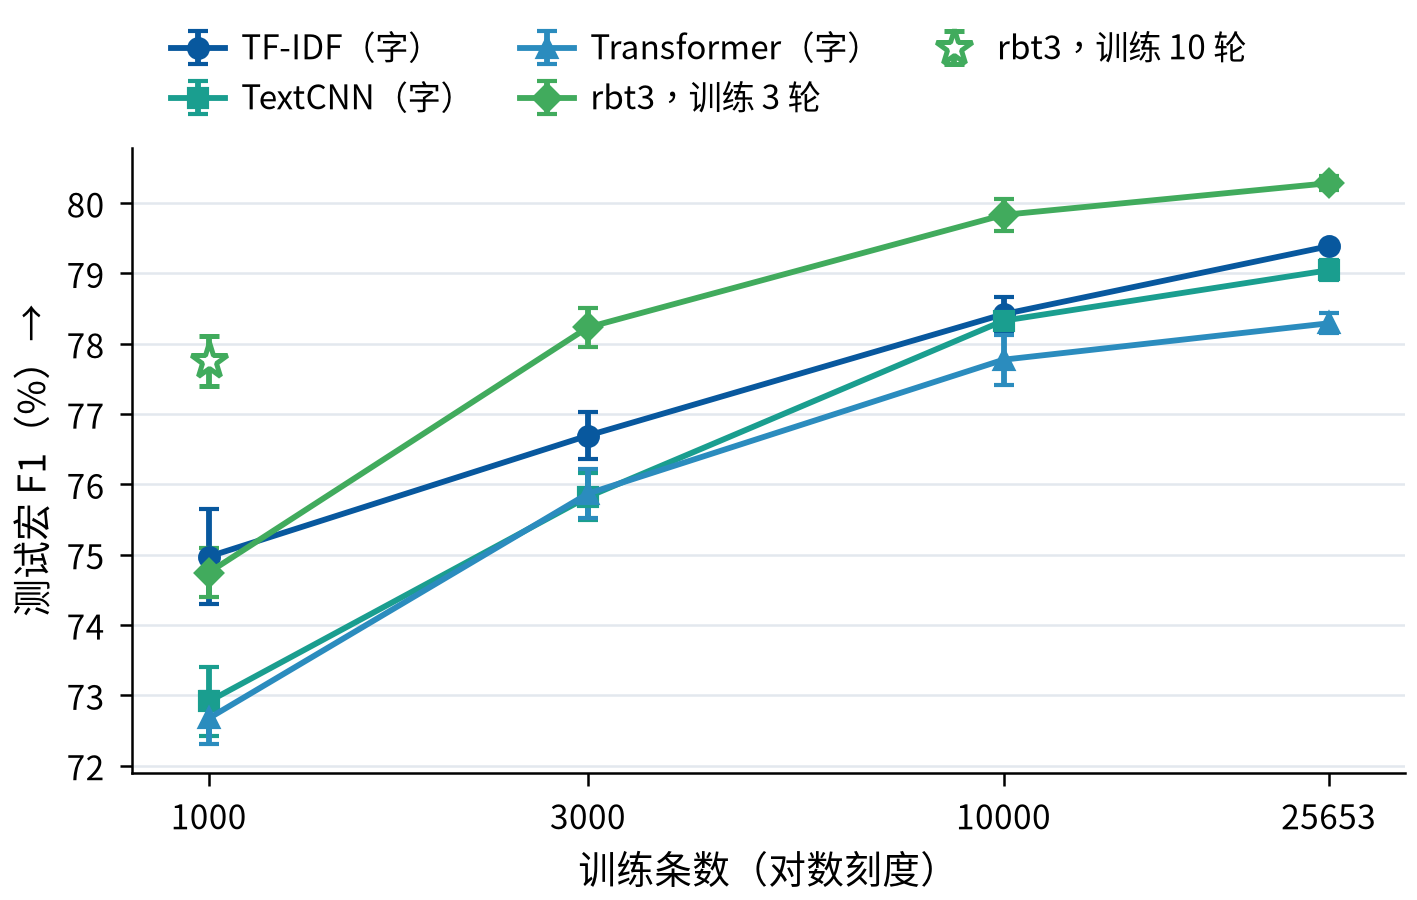 TF-IDF（字）
Transformer（字）
rbt3，训练 10 轮
TextCNN（字）
rbt3，训练 3 轮
测试宏 F1（%）→
80
79
78
77
76
75
74
73
72
1000
3000
10000
25653
训练条数（对数刻度）